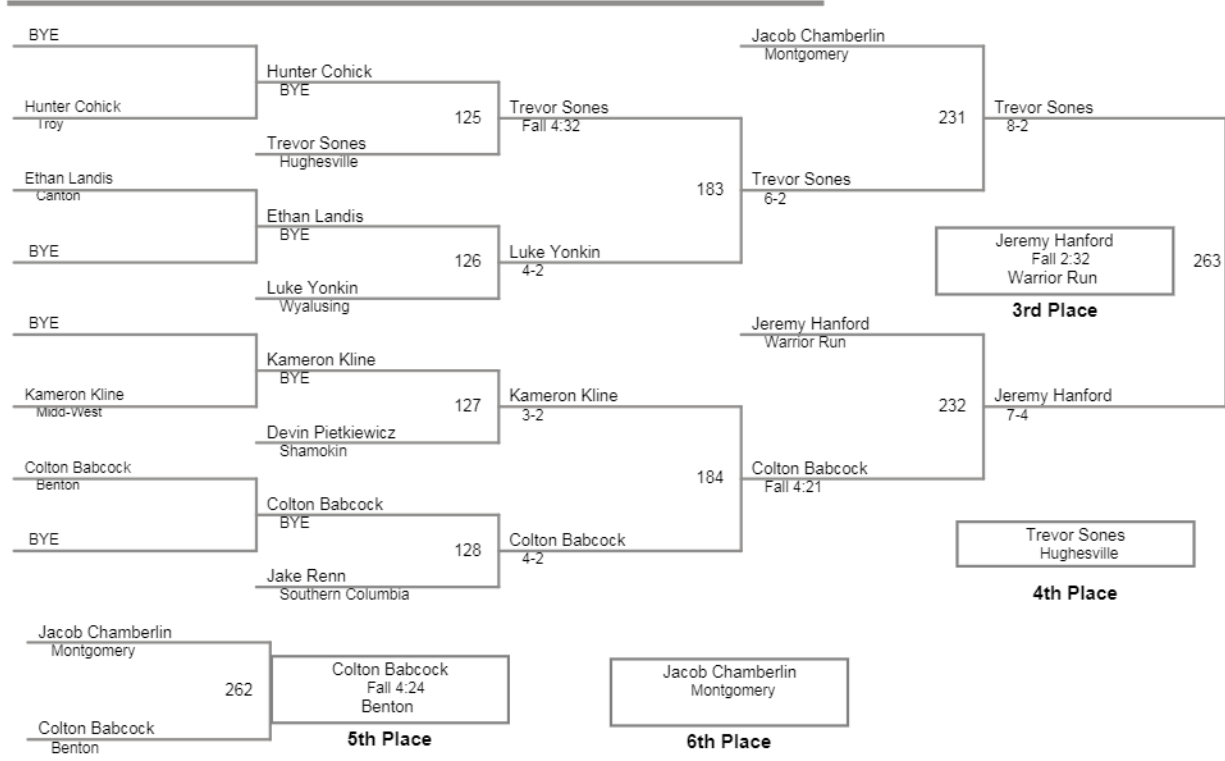 BYE
Hunter Cohick
Troy
Ethan Landis
Canton
BYE
BYE
Kameron Kline
Midd-West
Colton Babcock
Benton
BYE
Hunter Cohick
BYE
125
Trevor Sones
Hughesville
Ethan Landis
BYE
126
Luke Yonkin
Wyalusing
Kameron Kline
BYE
127
Devin Pietkiewicz
Shamokin
Colton Babcock
BYE
128
Jake Renn
Southern Columbia
Trevor Sones
Fall 4:32
183
Luke Yonkin
4-2
Kameron Kline
3-2
184
Colton Babcock
4-2
Jacob Chamberlin
Montgomery
231
Trevor Sones
6-2
Jeremy Hanford
Warrior Run
232
Colton Babcock
Fall 4:21
Trevor Sones
8-2
263
Jeremy Hanford
7-4
Jeremy Hanford
Fall 2:32
Warrior Run
3rd Place
Trevor Sones
Hughesville
4th Place
Jacob Chamberlin
Montgomery
262
Colton Babcock
Benton
Colton Babcock
Fall 4:24
Benton
5th Place
Jacob Chamberlin
Montgomery
6th Place